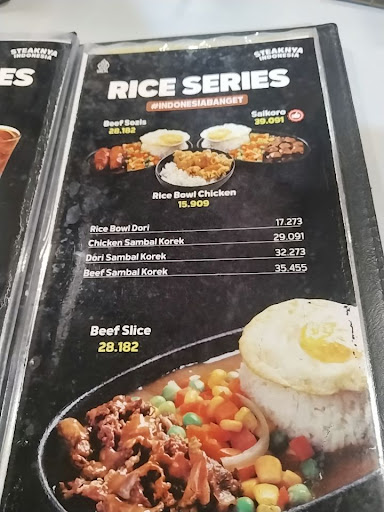 STEAKNYA
INDONESIA
ES
STEAKNYA
INDONESIA
RICE SERIES
#INDONESIABANGET
Beef Seals
28.182
Saikoro
39.091
Rice Bowl Chicken
15.909
Rice Bowl Dori 17.273
Chicken Sambal Korek 29.091
Dori Sambal Korek 32.273
Beef Sambal Korek 35.455
Beef Slice
28.182